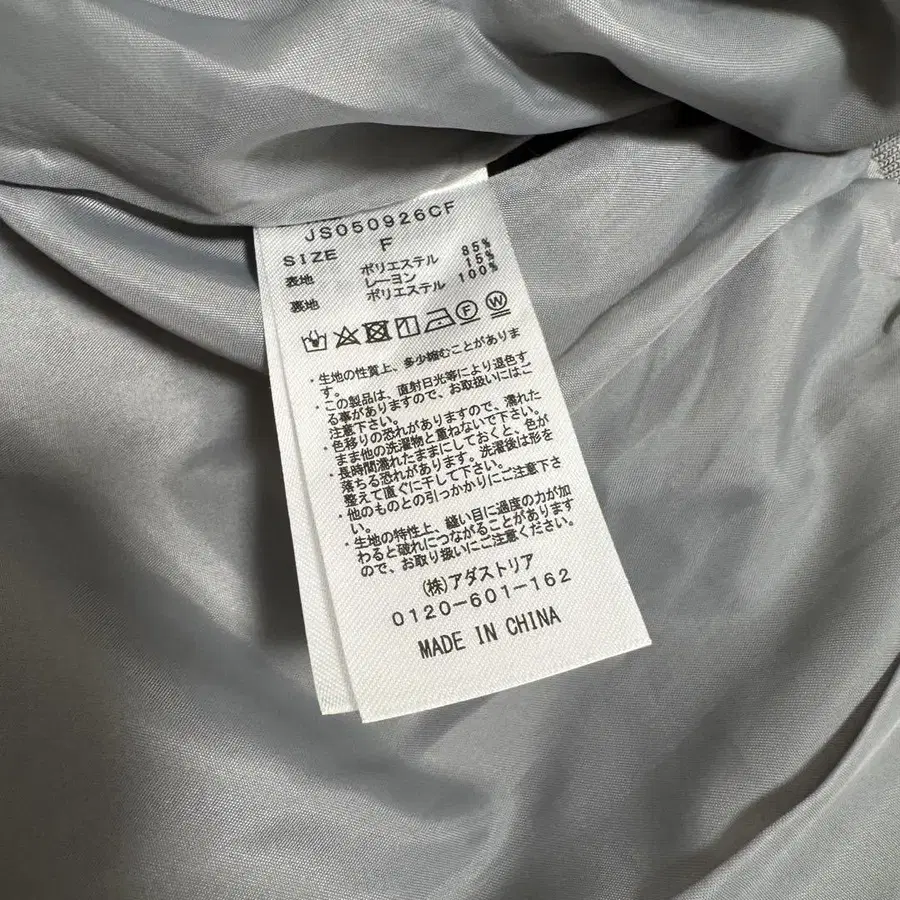 JS050926CF
SIZE F
表地 ポリエステル 85%
レーヨン 15%
裏地 ポリエステル 100%
F W
・生地の性質上、多少縮むことがありま
す。
・この製品は、直射日光等により退色す
る事がありますので、お取扱いにはご
注意下さい。
・色移りの恐れがありますので、濡れた
まま他の洗濯物と重ねないで下さい。
・長時間濡れたままにしておくと、色が
落ちる恐れがあります。洗濯後は形を
整えて直ぐに干して下さい。
・他のものとの引っかかりにご注意下さ
い。
・生地の特性上、縫い目に過度の力が加
わると破れにつながることがあります
ので、お取り扱いにご注意ください。
(株)アダストリア
0120-601-162
MADE IN CHINA